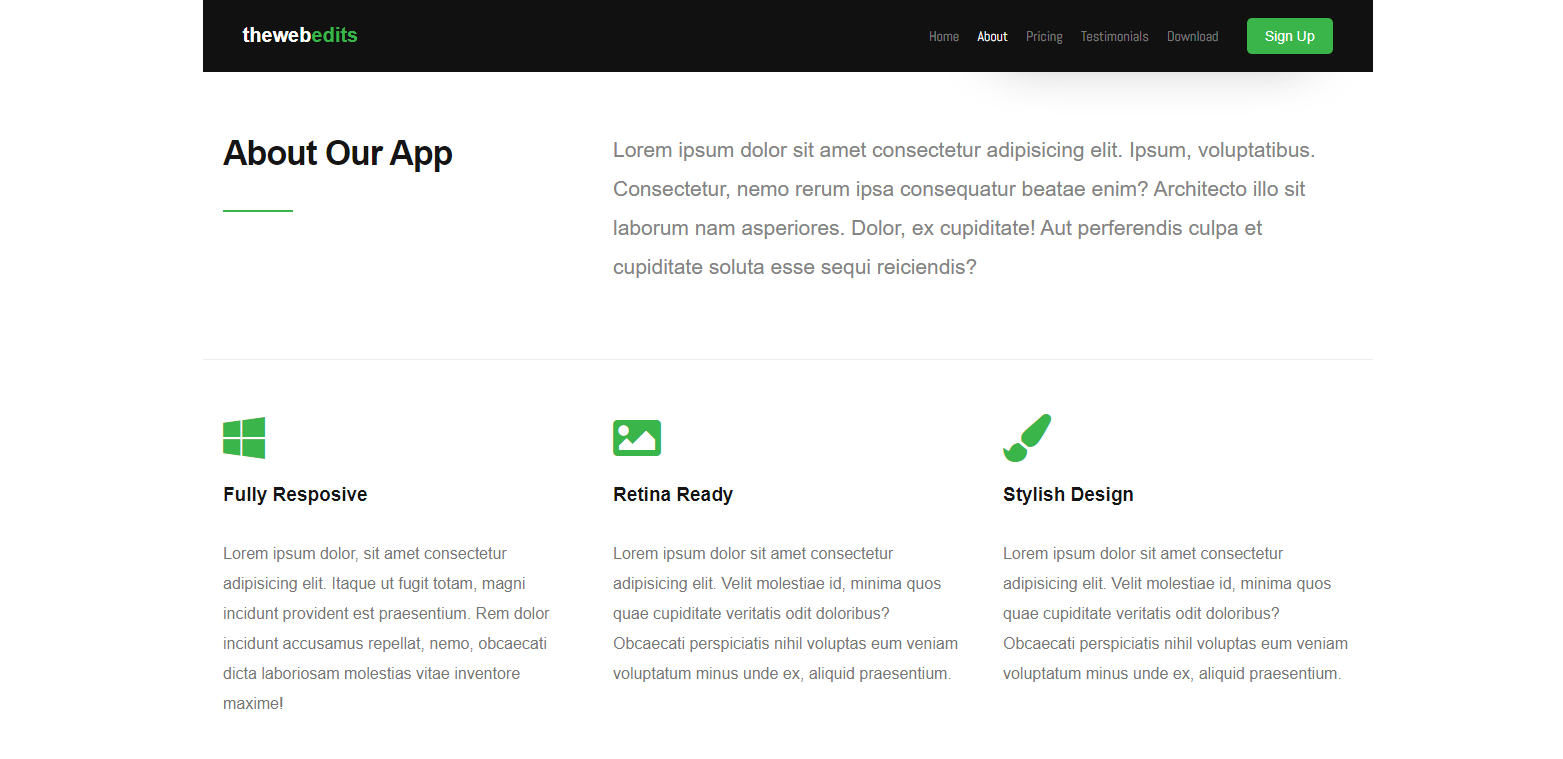 thewebedits
Home About Pricing Testimonials Download Sign Up
About Our App
Lorem ipsum dolor sit amet consectetur adipisicing elit. Ipsum, voluptatibus.
Consectetur, nemo rerum ipsa consequatur beatae enim? Architecto illo sit
laborum nam asperiores. Dolor, ex cupiditate! Aut perferendis culpa et
cupiditate soluta esse sequi reiciendis?
Fully Resposive
Lorem ipsum dolor, sit amet consectetur
adipisicing elit. Itaque ut fugit totam, magni
incidunt provident est praesentium. Rem dolor
incidunt accusamus repellat, nemo, obcaecati
dicta laboriosam molestias vitae inventore
maxime!
Retina Ready
Lorem ipsum dolor sit amet consectetur
adipisicing elit. Velit molestiae id, minima quos
quae cupiditate veritatis odit doloribus?
Obcaecati perspiciatis nihil voluptas eum veniam
voluptatum minus unde ex, aliquid praesentium.
Stylish Design
Lorem ipsum dolor sit amet consectetur
adipisicing elit. Velit molestiae id, minima quos
quae cupiditate veritatis odit doloribus?
Obcaecati perspiciatis nihil voluptas eum veniam
voluptatum minus unde ex, aliquid praesentium.